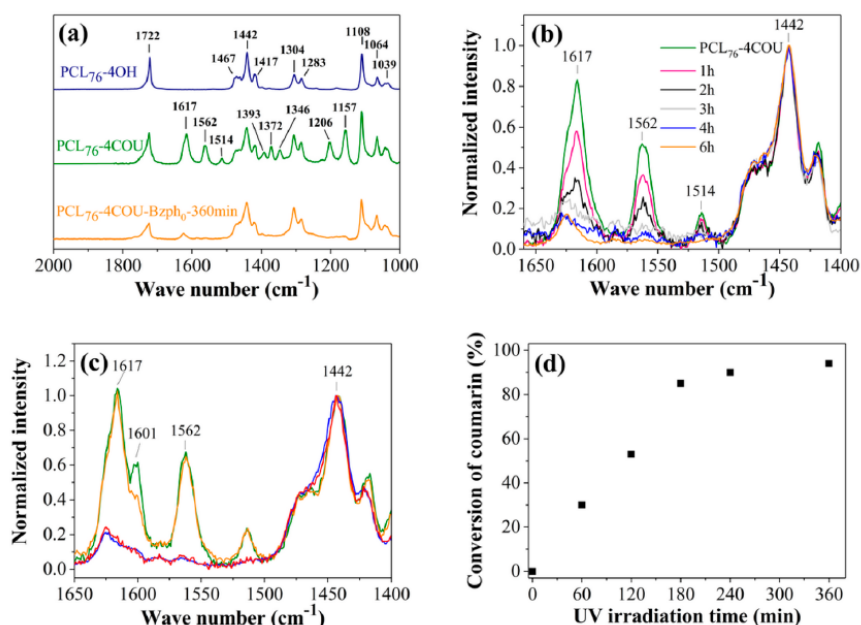 (a)
1722
1467
1442
1417
1304
1283
1108
1064
1039
PCL76-4OH
1617
1562
1514
1393
1372
1346
1206
1157
PCL76-4COU
PCL76-4COU-Bzph6-360min
2000 1800 1600 1400 1200 1000
Wave number (cm-1)
(b)
1617
1562
1514
1442
PCL76-4COU
1h
2h
3h
4h
6h
Normalized intensity
1.0
0.8
0.6
0.4
0.2
0.0
1650 1600 1550 1500 1450 1400
Wave number (cm-1)
(c)
1617
1601
1562
1442
Normalized intensity
1.2
1.0
0.8
0.6
0.4
0.2
0.0
1650 1600 1550 1500 1450 1400
Wave number (cm-1)
(d)
Conversion of coumarin (%)
100
80
60
40
20
0
0 60 120 180 240 300 360
UV irradiation time (min)